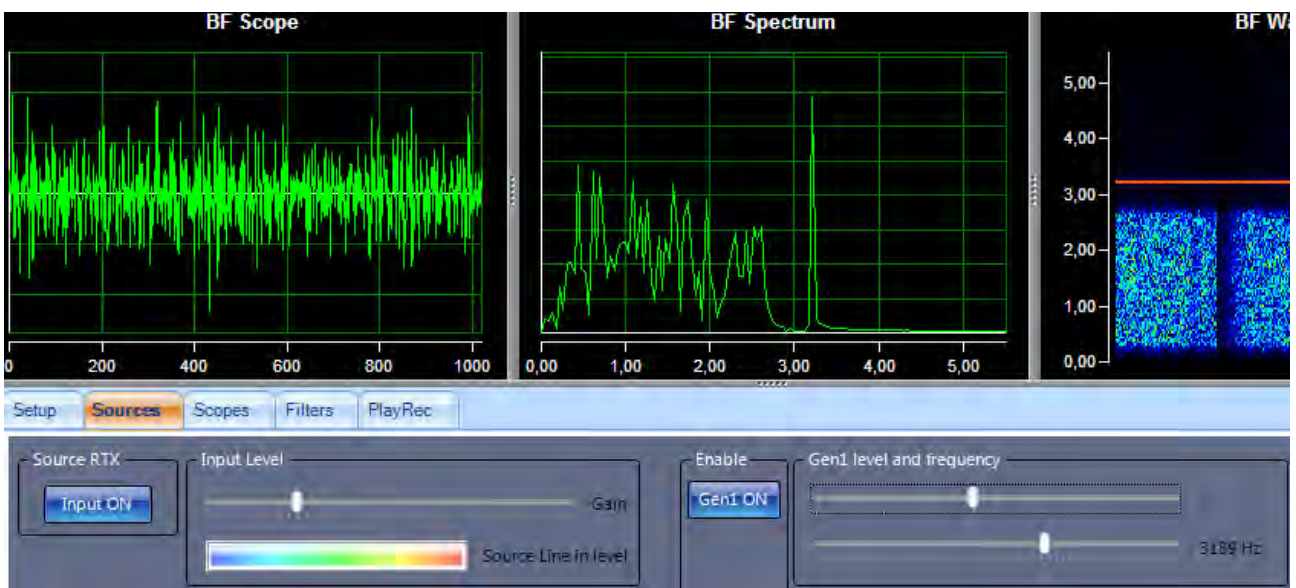 BF Scope
BF Spectrum
BF Wa
5,00
4,00
3,00
2,00
1,00
0,00
0 200 400 600 800 1000
0,00 1,00 2,00 3,00 4,00 5,00
Setup Sources Scopes Filters PlayRec
Source RTX
Input ON
Input Level
Gain
Source Line in level
Enable
Gen1 ON
Gen1 level and frequency
3189 Hz